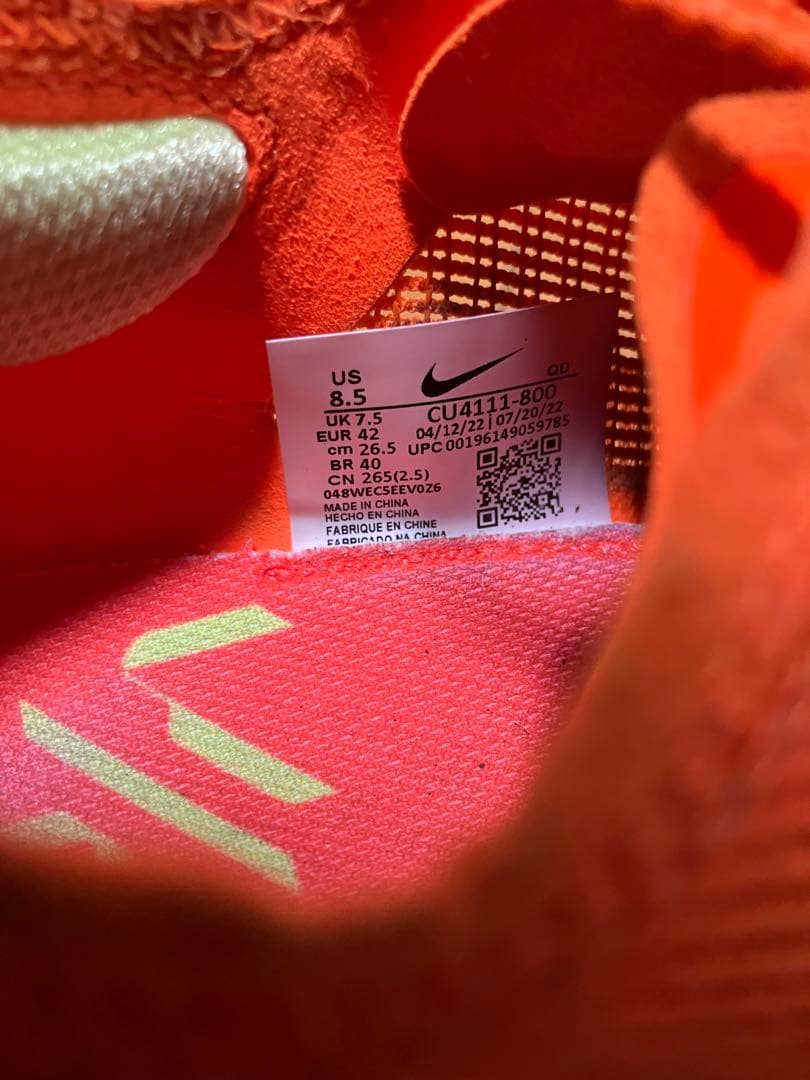 US
8.5
QD
UK 7.5
CU4111-800
EUR 42
04/12/22 | 07/20/22
cm 26.5
UPC 00196149059785
BR 40
CN 265(2.5)
048WEC5EEV0Z6
MADE IN CHINA
HECHO EN CHINA
FABRIQUE EN CHINE
FABRICADO NA CHINA